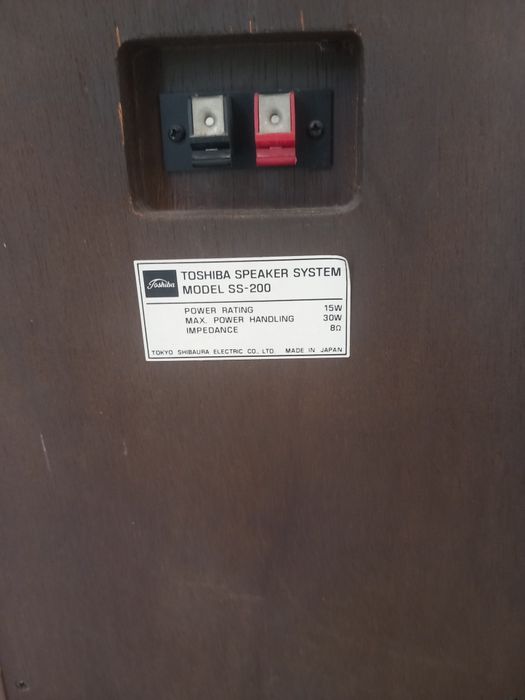 Toshiba
TOSHIBA SPEAKER SYSTEM
MODEL SS-200
POWER RATING 15W
MAX. POWER HANDLING 30W
IMPEDANCE 8Ω
TOKYO SHIBAURA ELECTRIC CO., LTD. MADE IN JAPAN